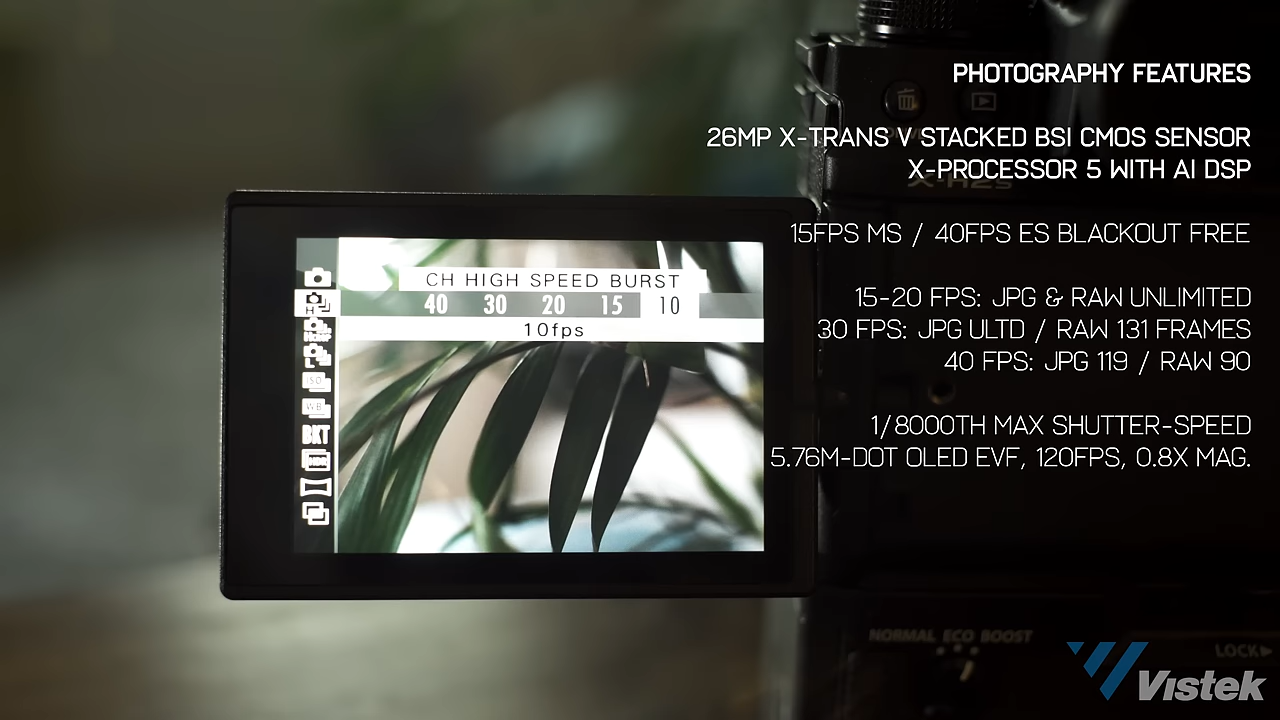 PHOTOGRAPHY FEATURES
26MP X-TRANS V STACKED BSI CMOS SENSOR
X-PROCESSOR 5 WITH AI DSP
X-H2S
15FPS MS / 40FPS ES BLACKOUT FREE
15-20 FPS: JPG & RAW UNLIMITED
30 FPS: JPG ULTD / RAW 131 FRAMES
40 FPS: JPG 119 / RAW 90
1/8000TH MAX SHUTTER-SPEED
5.76M-DOT OLED EVF, 120FPS, 0.8X MAG.
CH HIGH SPEED BURST
40 30 20 15 10
10fps
H
L
ISO
WB
BKT
NORMAL ECO BOOST
LOCK
Vistek